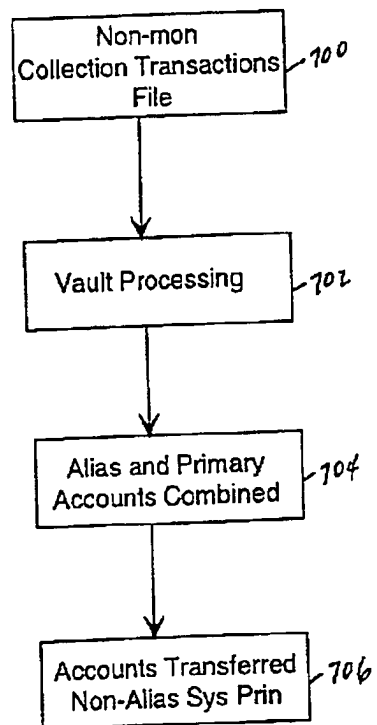 Non-mon
Collection Transactions
File
700
Vault Processing
702
Alias and Primary
Accounts Combined
704
Accounts Transferred
Non-Alias Sys Prin
706